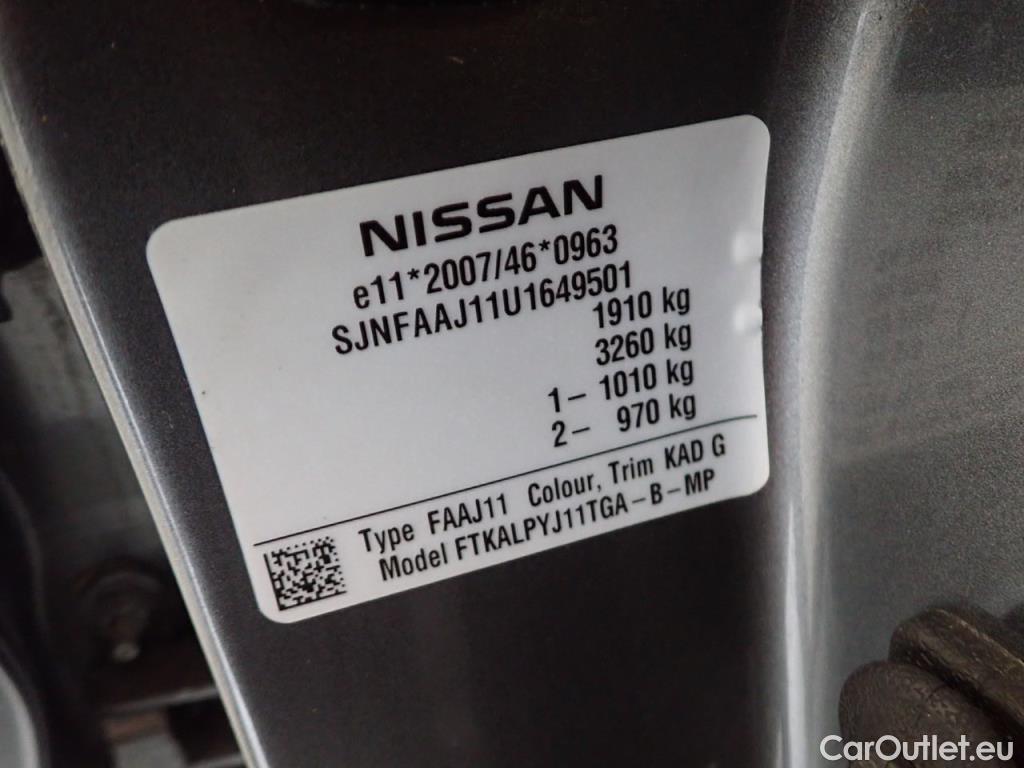 NISSAN
e11*2007/46*0963
SJNFAAJ11U1649501
1910 kg
3260 kg
1– 1010 kg
2– 970 kg
Type FAAJ11 Colour, Trim KAD G
Model FTKALPYJ11TGA–B–MP
CarOutlet.eu